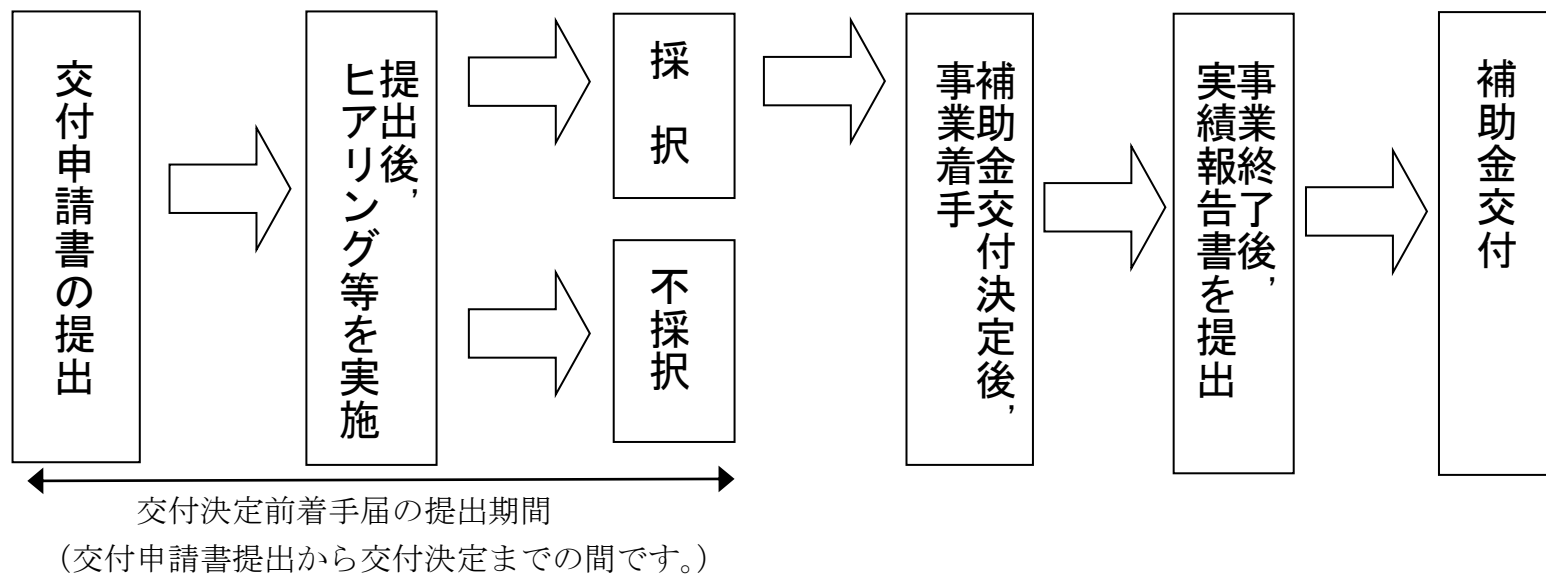 交付申請書の提出
提出後，
ヒアリング等を実施
採択
不採択
補助金交付決定後，
事業着手
事業終了後，
実績報告書を提出
補助金交付
交付決定前着手届の提出期間
（交付申請書提出から交付決定までの間です。）